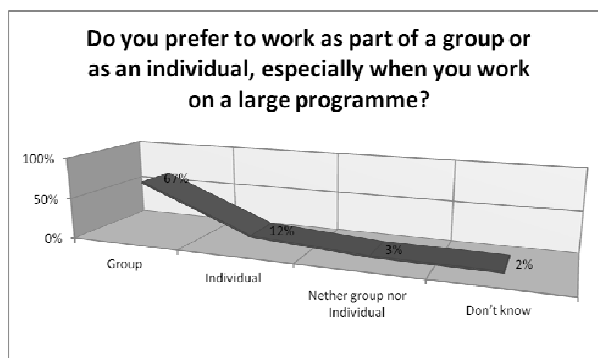 Do you prefer to work as part of a group or
as an individual, especially when you work
on a large programme?
100%
50%
0%
67%
12%
3%
2%
Group
Individual
Nether group nor
Individual
Don't know